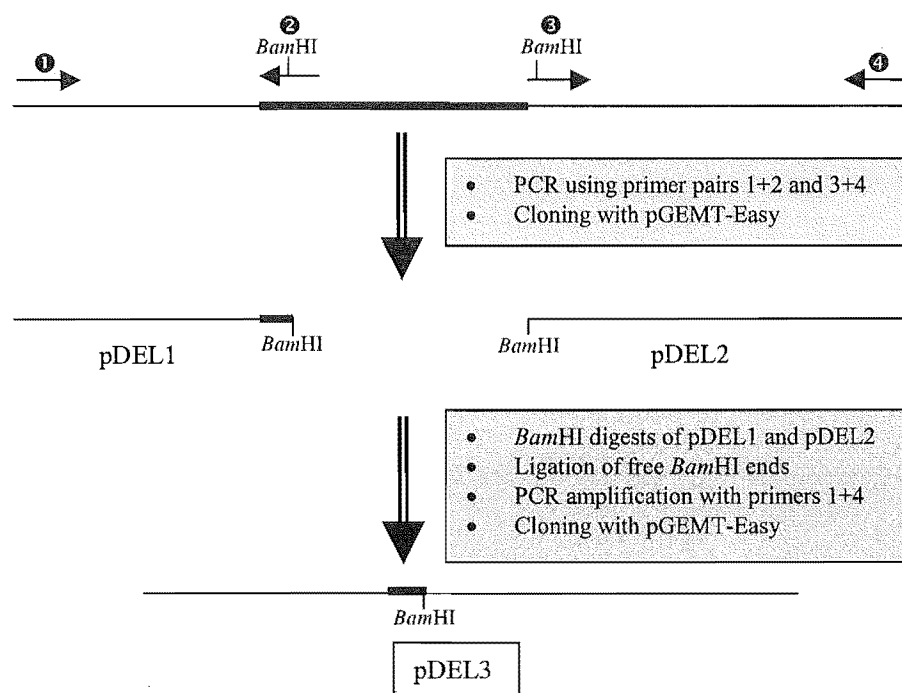 ❷ ❸
BamHI BamHI
❶ ❹
• PCR using primer pairs 1+2 and 3+4
• Cloning with pGEMT-Easy
BamHI BamHI
pDEL1 pDEL2
• BamHI digests of pDEL1 and pDEL2
• Ligation of free BamHI ends
• PCR amplification with primers 1+4
• Cloning with pGEMT-Easy
BamHI
pDEL3